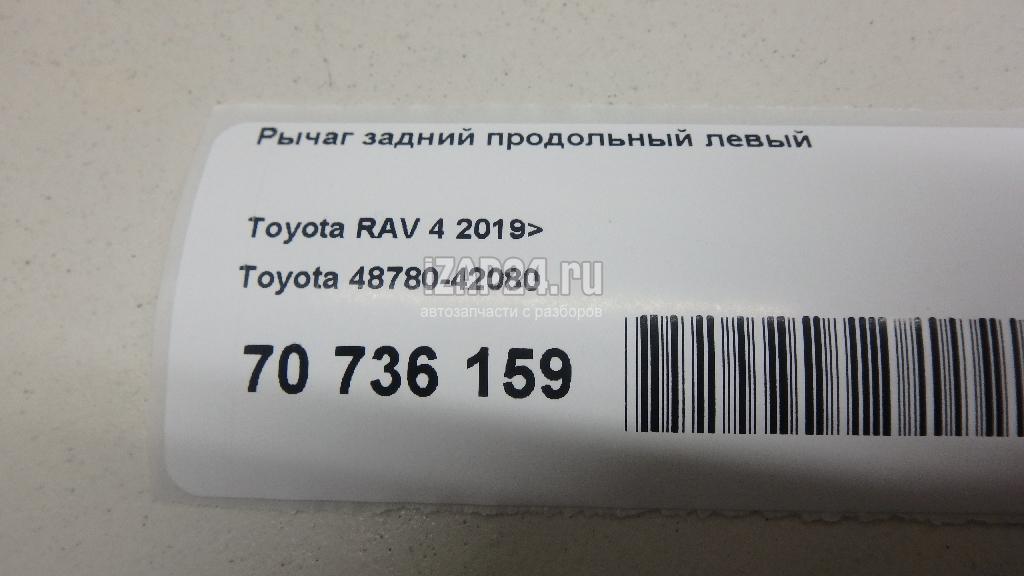 Рычаг задний продольный левый
Toyota RAV 4 2019>
Toyota 48780-42080
iZAP24.ru
автозапчасти с разборов
70 736 159